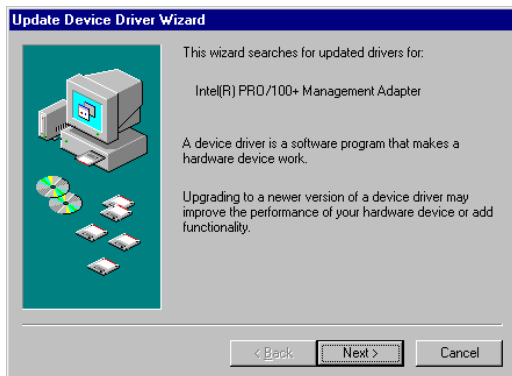 Update Device Driver Wizard
This wizard searches for updated drivers for:
Intel(R) PRO/100+ Management Adapter
A device driver is a software program that makes a
hardware device work.
Upgrading to a newer version of a device driver may
improve the performance of your hardware device or add
functionality.
< Back
Next >
Cancel